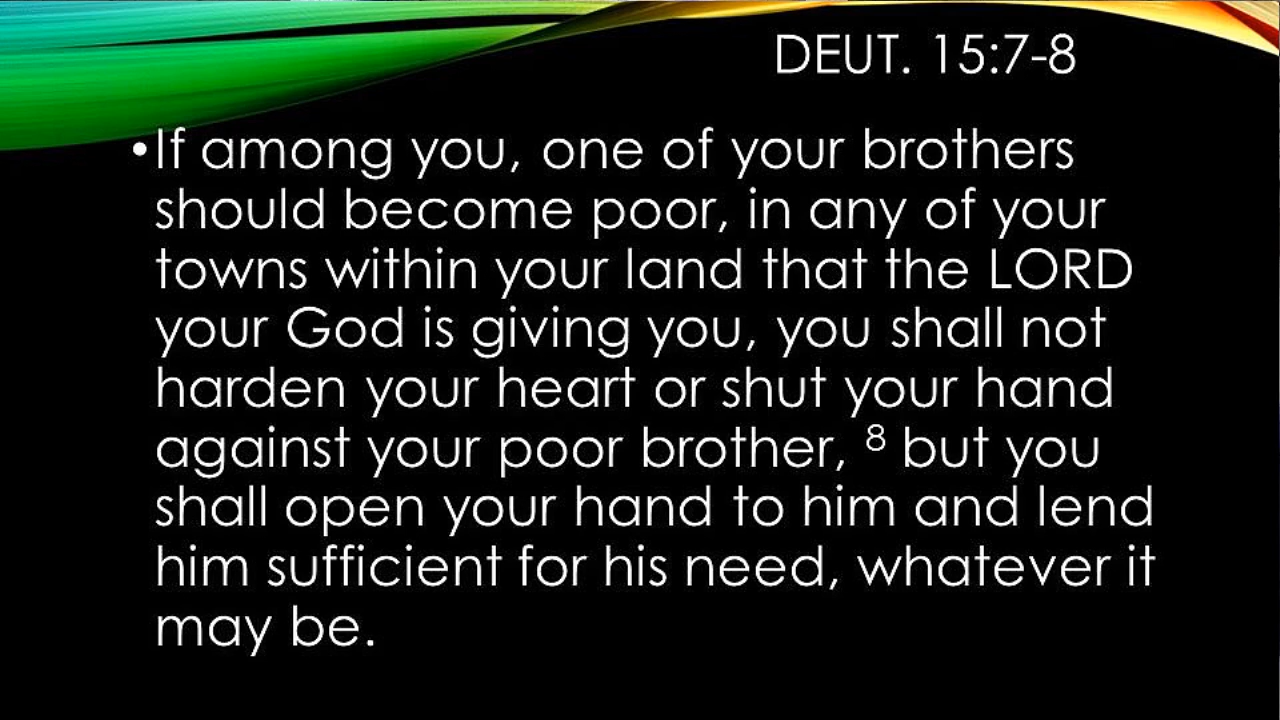 DEUT. 15:7-8
•If among you, one of your brothers
should become poor, in any of your
towns within your land that the LORD
your God is giving you, you shall not
harden your heart or shut your hand
against your poor brother, ⁸ but you
shall open your hand to him and lend
him sufficient for his need, whatever it
may be.